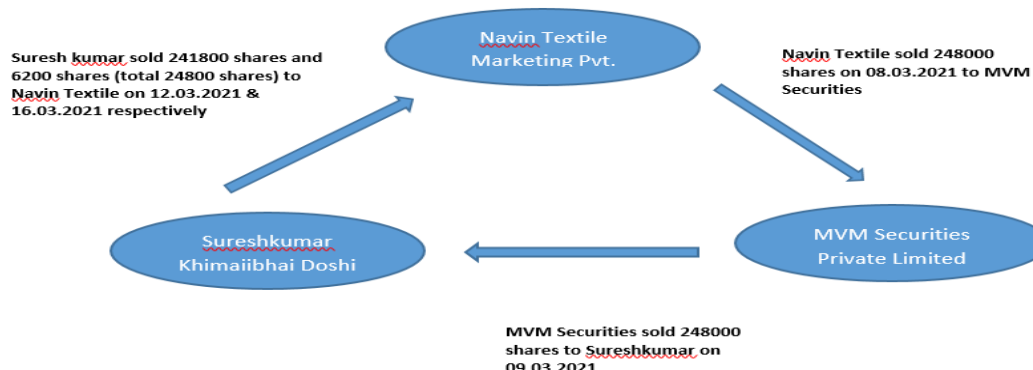 Suresh kumar sold 241800 shares and
6200 shares (total 24800 shares) to
Navin Textile on 12.03.2021 &
16.03.2021 respectively
Navin Textile
Marketing Pvt.
Navin Textile sold 248000
shares on 08.03.2021 to MVM
Securities
Sureshkumar
Khimaiibhai Doshi
MVM Securities
Private Limited
MVM Securities sold 248000
shares to Sureshkumar on
09.03.2021